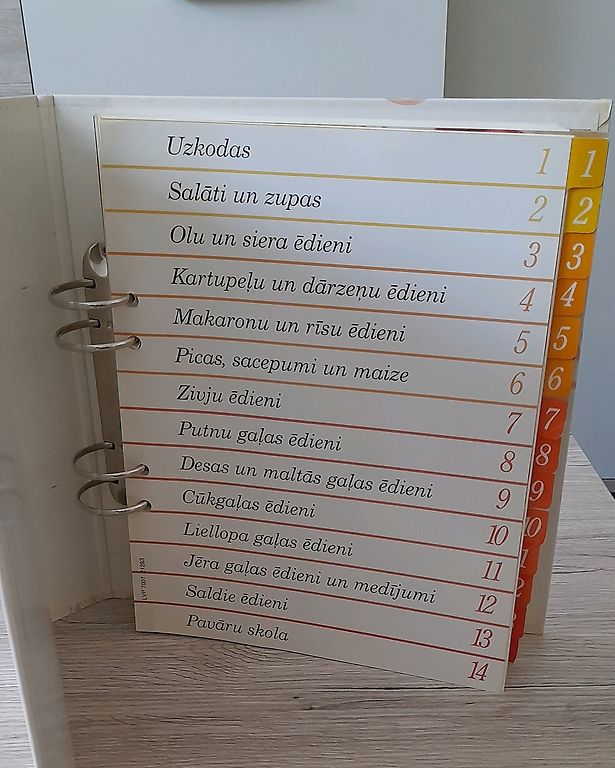 Uzkodas 1
Salāti un zupas 2
Olu un siera ēdieni 3
Kartupeļu un dārzeņu ēdieni 4
Makaronu un rīsu ēdieni 5
Picas, sacepumi un maize 6
Zivju ēdieni 7
Putnu gaļas ēdieni 8
Desas un maltās gaļas ēdieni 9
Cūkgaļas ēdieni 10
Liellopa gaļas ēdieni 11
Jēra gaļas ēdieni un medījumi 12
Saldie ēdieni 13
Pavāru skola 14
1
2
3
4
5
6
7
8
9
10